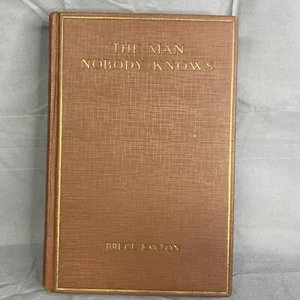 THE MAN
NOBODY KNOWS
BRUCE BARTON